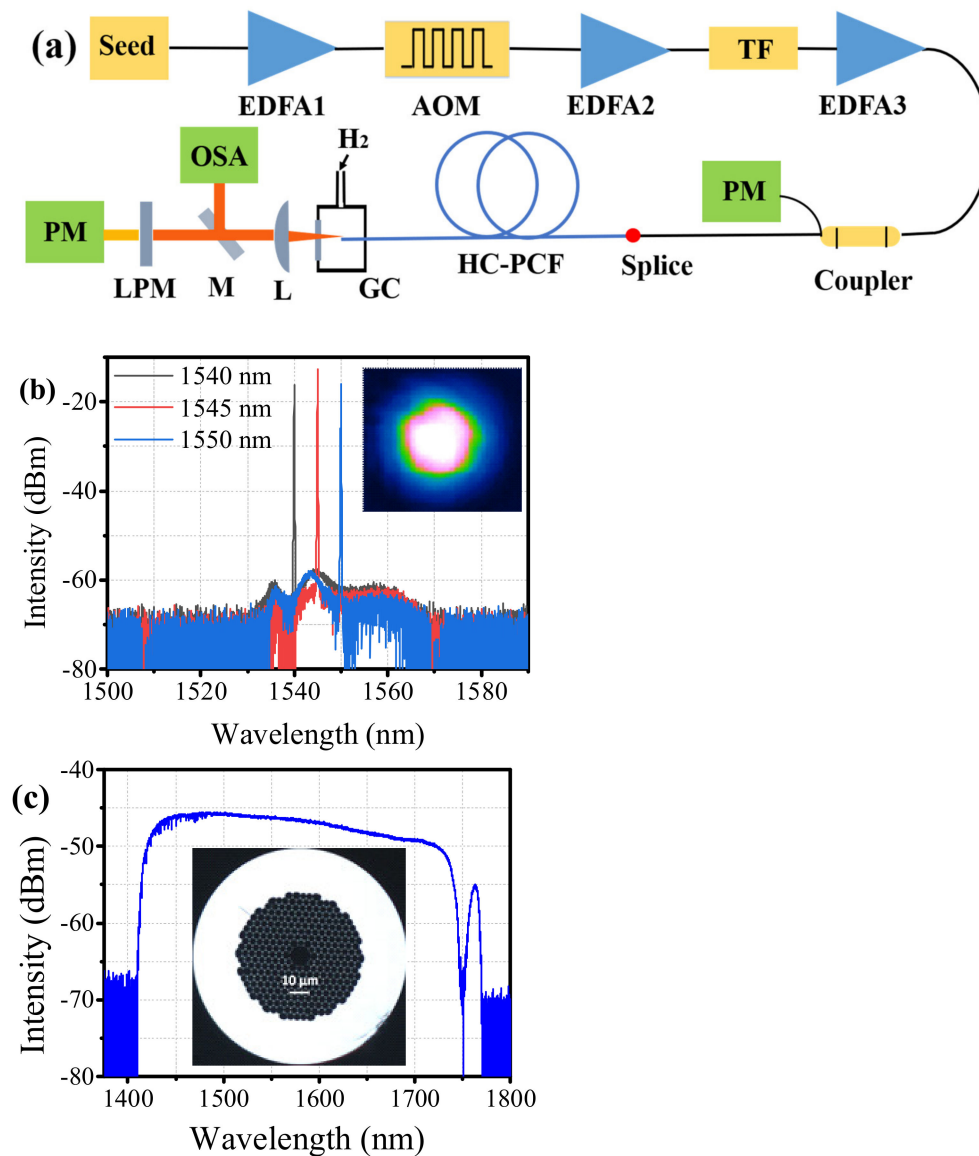 (a) Seed TF
EDFA1 AOM EDFA2 EDFA3
H2
OSA
PM PM
LPM M L GC HC-PCF Splice Coupler
(b)
1540 nm
1545 nm
1550 nm
-20
-40
-60
-80
Intensity (dBm)
1500 1520 1540 1560 1580
Wavelength (nm)
(c)
-40
-50
-60
-70
-80
Intensity (dBm)
10 μm
1400 1500 1600 1700 1800
Wavelength (nm)